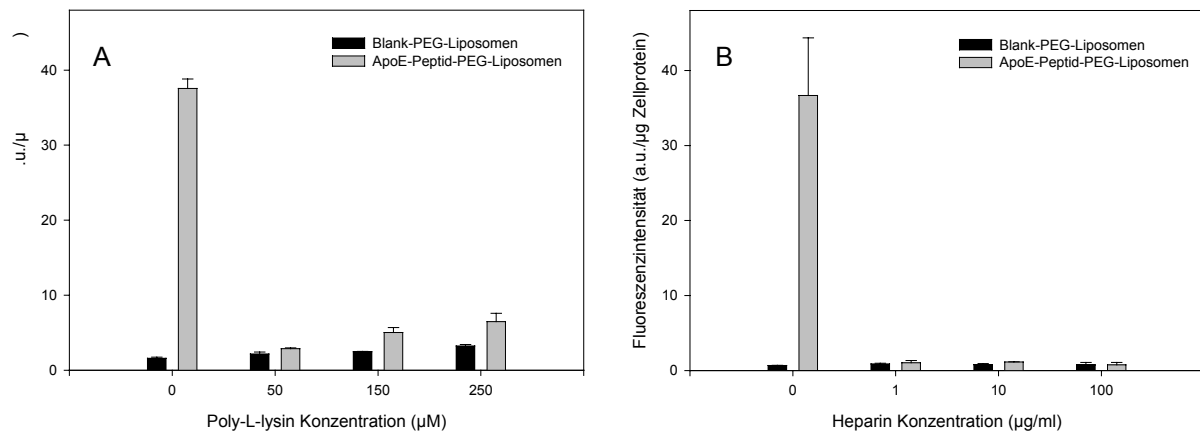 A
Blank-PEG-Liposomen
ApoE-Peptid-PEG-Liposomen
)
.u./µ
40
30
20
10
0
0 50 150 250
Poly-L-lysin Konzentration (µM)
B
Blank-PEG-Liposomen
ApoE-Peptid-PEG-Liposomen
Fluoreszenzintensität (a.u./µg Zellprotein)
40
30
20
10
0
0 1 10 100
Heparin Konzentration (µg/ml)